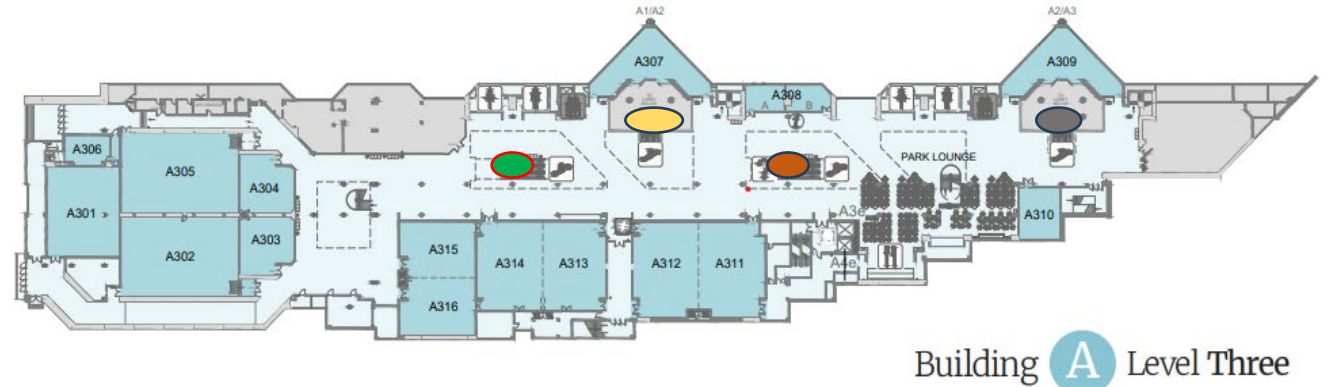 A1/A2
A2/A3
A307
A309
A308
A B
A306
A305
A304
PARK LOUNGE
A301
A302
A303
A310
A3e
A315
A314
A313
A312
A311
A4e
A316
Building A Level Three